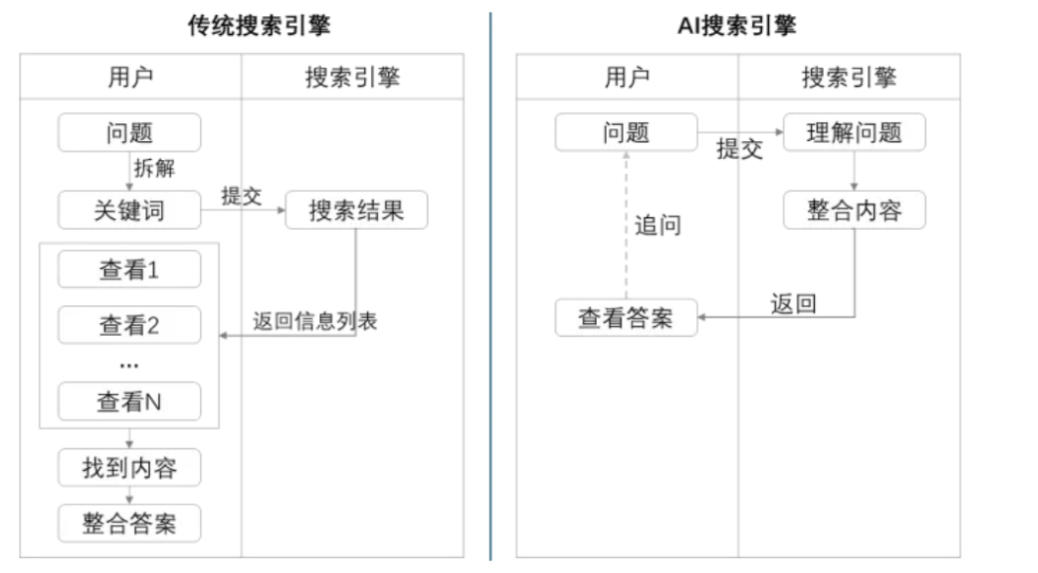 传统搜索引擎
用户
搜索引擎
问题
拆解
关键词
提交
搜索结果
返回信息列表
查看1
查看2
...
查看N
找到内容
整合答案
AI搜索引擎
用户
搜索引擎
问题
提交
理解问题
整合内容
返回
查看答案
追问